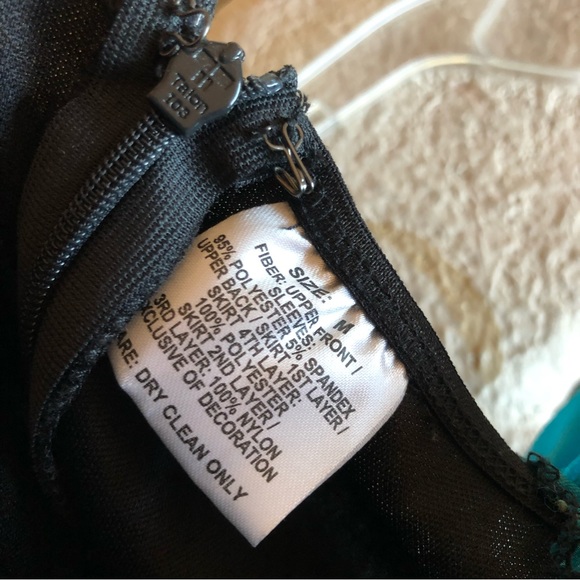 Talon
103
SIZE: M
FIBER: UPPER FRONT /
SLEEVES:
95% POLYESTER 5% SPANDEX
UPPER BACK / SKIRT 1ST LAYER /
SKIRT 4TH LAYER:
100% POLYESTER
SKIRT 2ND LAYER /
3RD LAYER: 100% NYLON
EXCLUSIVE OF DECORATION
CARE: DRY CLEAN ONLY